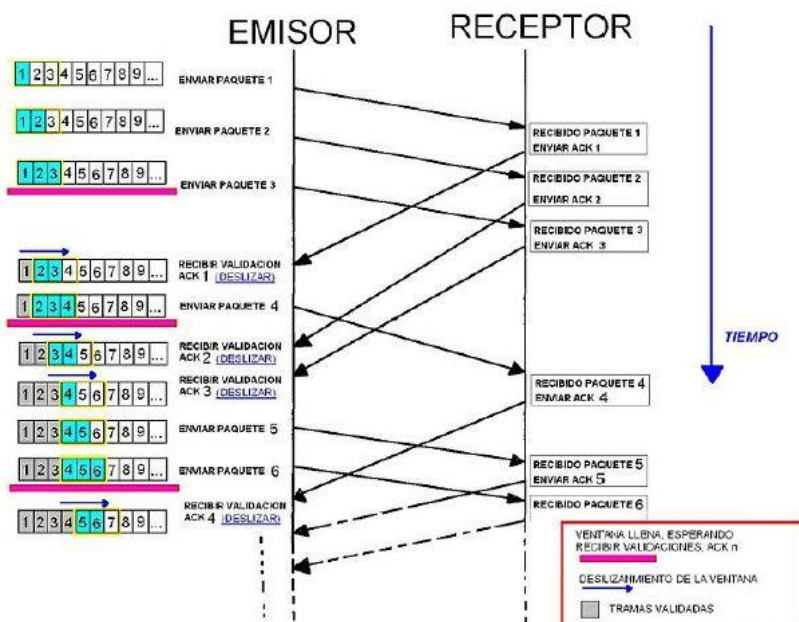 EMISOR
RECEPTOR
1 2 3 4 5 6 7 8 9 ...
ENVIAR PAQUETE 1
1 2 3 4 5 6 7 8 9 ...
ENVIAR PAQUETE 2
RECIBIDO PAQUETE 1
ENVIAR ACK 1
1 2 3 4 5 6 7 8 9 ...
ENVIAR PAQUETE 3
RECIBIDO PAQUETE 2
ENVIAR ACK 2
RECIBIDO PAQUETE 3
ENVIAR ACK 3
1 2 3 4 5 6 7 8 9 ...
RECIBIR VALIDACION
ACK 1 (DESLIZAR)
1 2 3 4 5 6 7 8 9 ...
ENVIAR PAQUETE 4
TIEMPO
1 2 3 4 5 6 7 8 9 ...
RECIBIR VALIDACION
ACK 2 (DESLIZAR)
1 2 3 4 5 6 7 8 9 ...
RECIBIR VALIDACION
ACK 3 (DESLIZAR)
RECIBIDO PAQUETE 4
ENVIAR ACK 4
1 2 3 4 5 6 7 8 9 ...
ENVIAR PAQUETE 5
1 2 3 4 5 6 7 8 9 ...
ENVIAR PAQUETE 6
RECIBIDO PAQUETE 5
ENVIAR ACK 5
1 2 3 4 5 6 7 8 9 ...
RECIBIR VALIDACION
ACK 4 (DESLIZAR)
RECIBIDO PAQUETE 6
VENTANA LLENA, ESPERANDO
RECIBIR VALIDACIONES, ACK n
DESLIZANMIENTO DE LA VENTANA
TRAMAS VALIDADAS